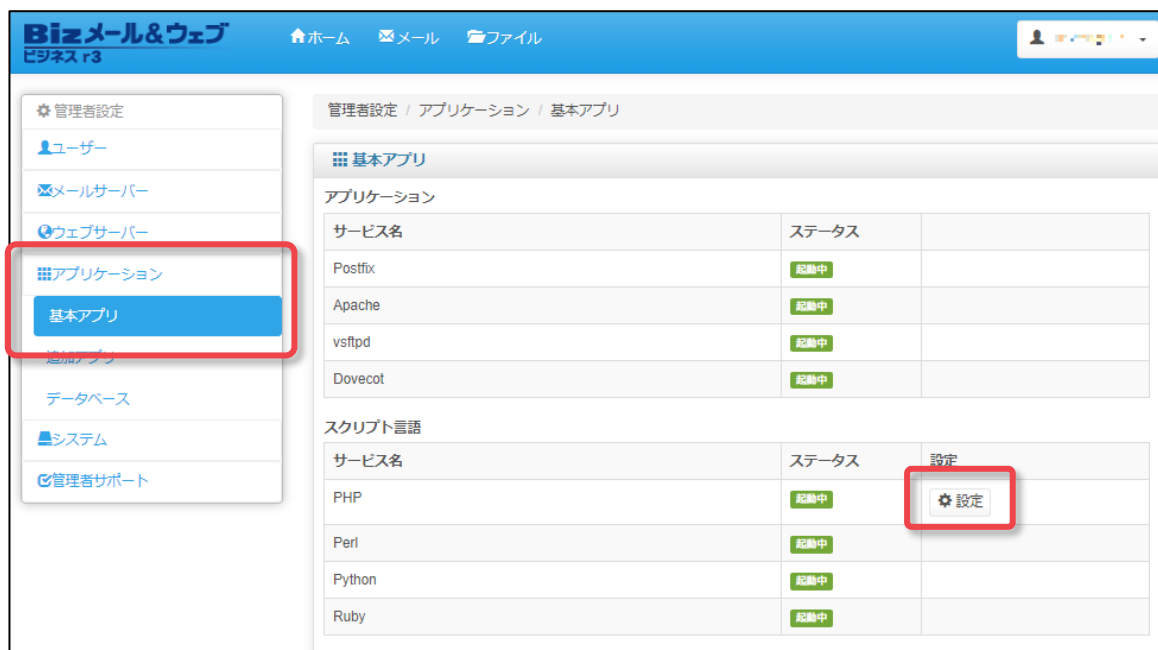 Bizメール&ウェブ
ビジネス r3
ホーム メール ファイル
管理者設定
ユーザー
メールサーバー
ウェブサーバー
アプリケーション
基本アプリ
追加アプリ
データベース
システム
管理者サポート
管理者設定 / アプリケーション / 基本アプリ
基本アプリ
アプリケーション
サービス名 ステータス
Postfix 起動中
Apache 起動中
vsftpd 起動中
Dovecot 起動中
スクリプト言語
サービス名 ステータス 設定
PHP 起動中 設定
Perl 起動中
Python 起動中
Ruby 起動中